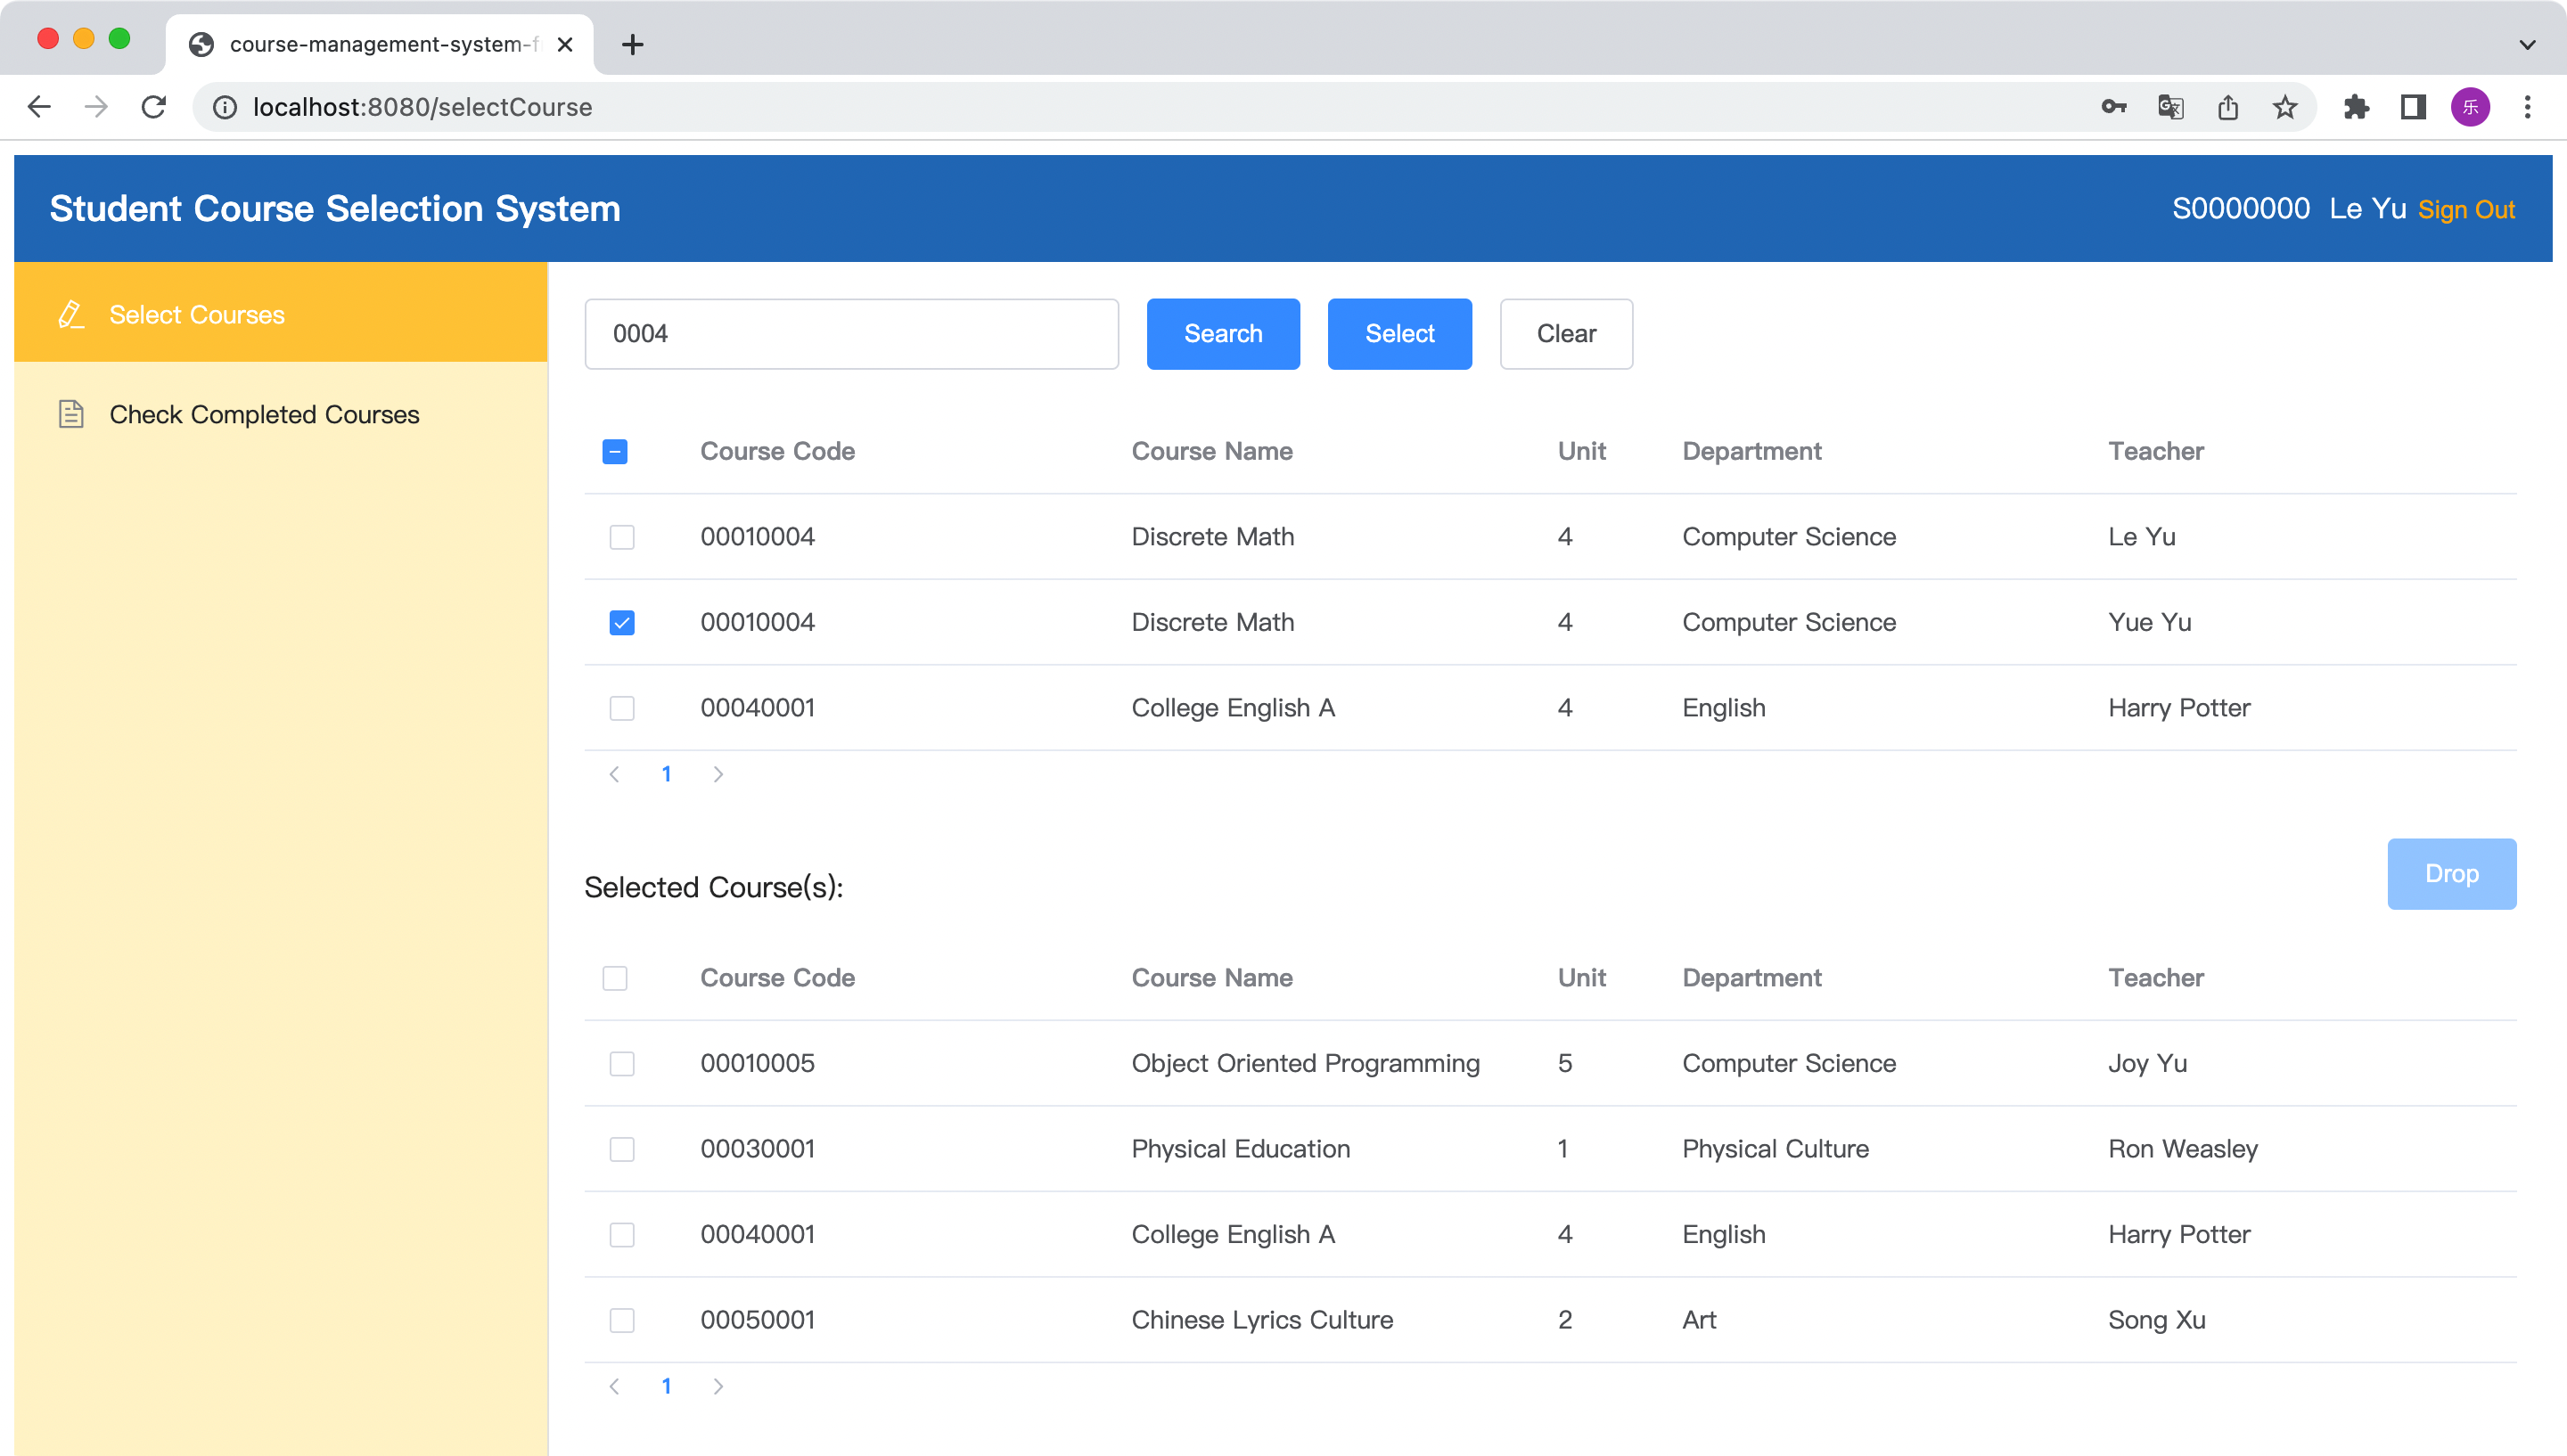 course-management-system-f
localhost:8080/selectCourse
乐
Student Course Selection System
S0000000 Le Yu Sign Out
Select Courses
Check Completed Courses
0004 Search Select Clear
Course Code Course Name Unit Department Teacher
00010004 Discrete Math 4 Computer Science Le Yu
00010004 Discrete Math 4 Computer Science Yue Yu
00040001 College English A 4 English Harry Potter
1
Selected Course(s): Drop
Course Code Course Name Unit Department Teacher
00010005 Object Oriented Programming 5 Computer Science Joy Yu
00030001 Physical Education 1 Physical Culture Ron Weasley
00040001 College English A 4 English Harry Potter
00050001 Chinese Lyrics Culture 2 Art Song Xu
1